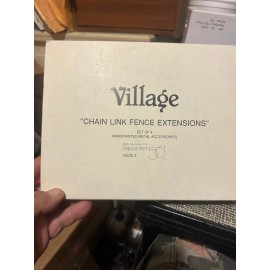 Village
"CHAIN LINK FENCE EXTENSIONS"
SET OF 4
HANDPAINTED METAL ACCESSORIES
Department 56